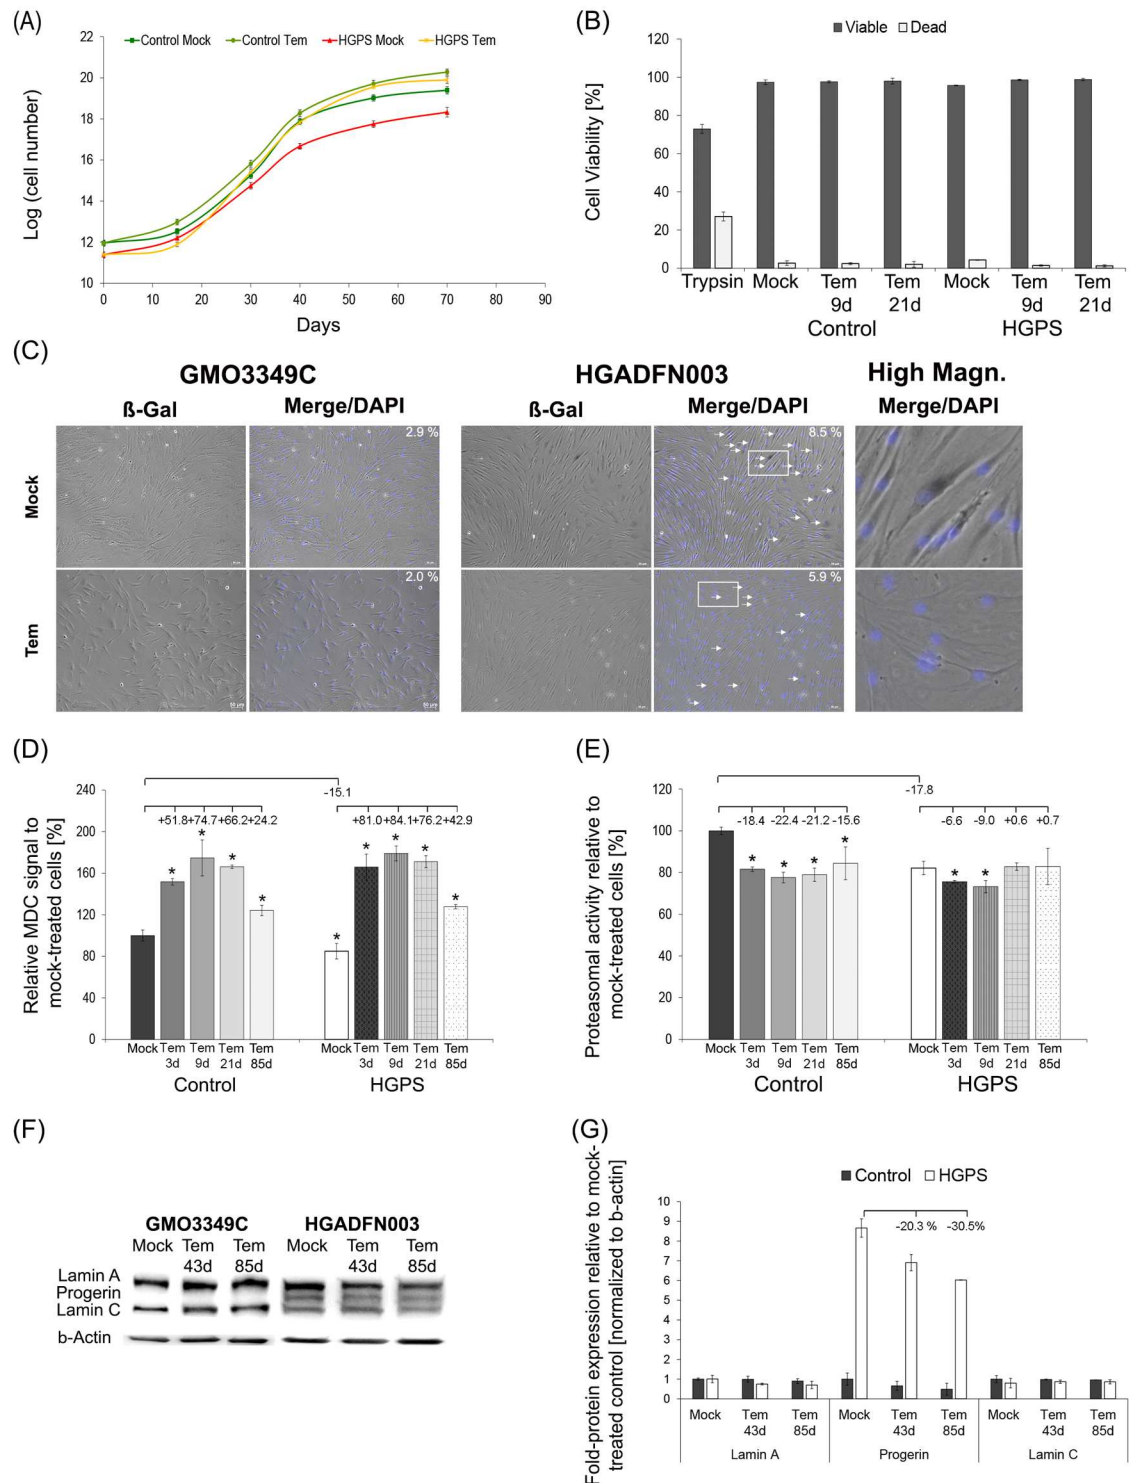 (A)
Control Mock Control Tem HGPS Mock HGPS Tem
22
20
18
16
14
12
10
0 10 20 30 40 50 60 70 80 90
Log (cell number)
Days
(B)
Viable Dead
120
100
80
60
40
20
0
Cell Viability [%]
Trypsin Mock Tem Tem Mock Tem Tem
9d 21d 9d 21d
Control HGPS
(C)
GMO3349C HGADFN003 High Magn.
ß-Gal Merge/DAPI ß-Gal Merge/DAPI Merge/DAPI
Mock
2.9 % 8.5 %
Tem
2.0 % 5.9 %
(D)
240
200
160
120
80
40
0
Relative MDC signal to
mock-treated cells [%]
-15.1
+51.8 +74.7 +66.2 +24.2 +81.0 +84.1 +76.2 +42.9
* * * * * * * * *
Mock Tem Tem Tem Tem Mock Tem Tem Tem Tem
3d 9d 21d 85d 3d 9d 21d 85d
Control HGPS
(E)
120
100
80
60
40
20
0
Proteasomal activity relative to
mock-treated cells [%]
-17.8
-18.4 -22.4 -21.2 -15.6 -6.6 -9.0 +0.6 +0.7
* * * * * *
Mock Tem Tem Tem Tem Mock Tem Tem Tem Tem
3d 9d 21d 85d 3d 9d 21d 85d
Control HGPS
(F)
GMO3349C HGADFN003
Mock Tem Tem Mock Tem Tem
43d 85d 43d 85d
Lamin A
Progerin
Lamin C
b-Actin
(G)
Control HGPS
10
9
8
7
6
5
4
3
2
1
0
Fold-protein expression relative to mock-
treated control [normalized to b-actin]
-20.3 % -30.5%
Mock Tem Tem Mock Tem Tem Mock Tem Tem
43d 85d 43d 85d 43d 85d
Lamin A Progerin Lamin C